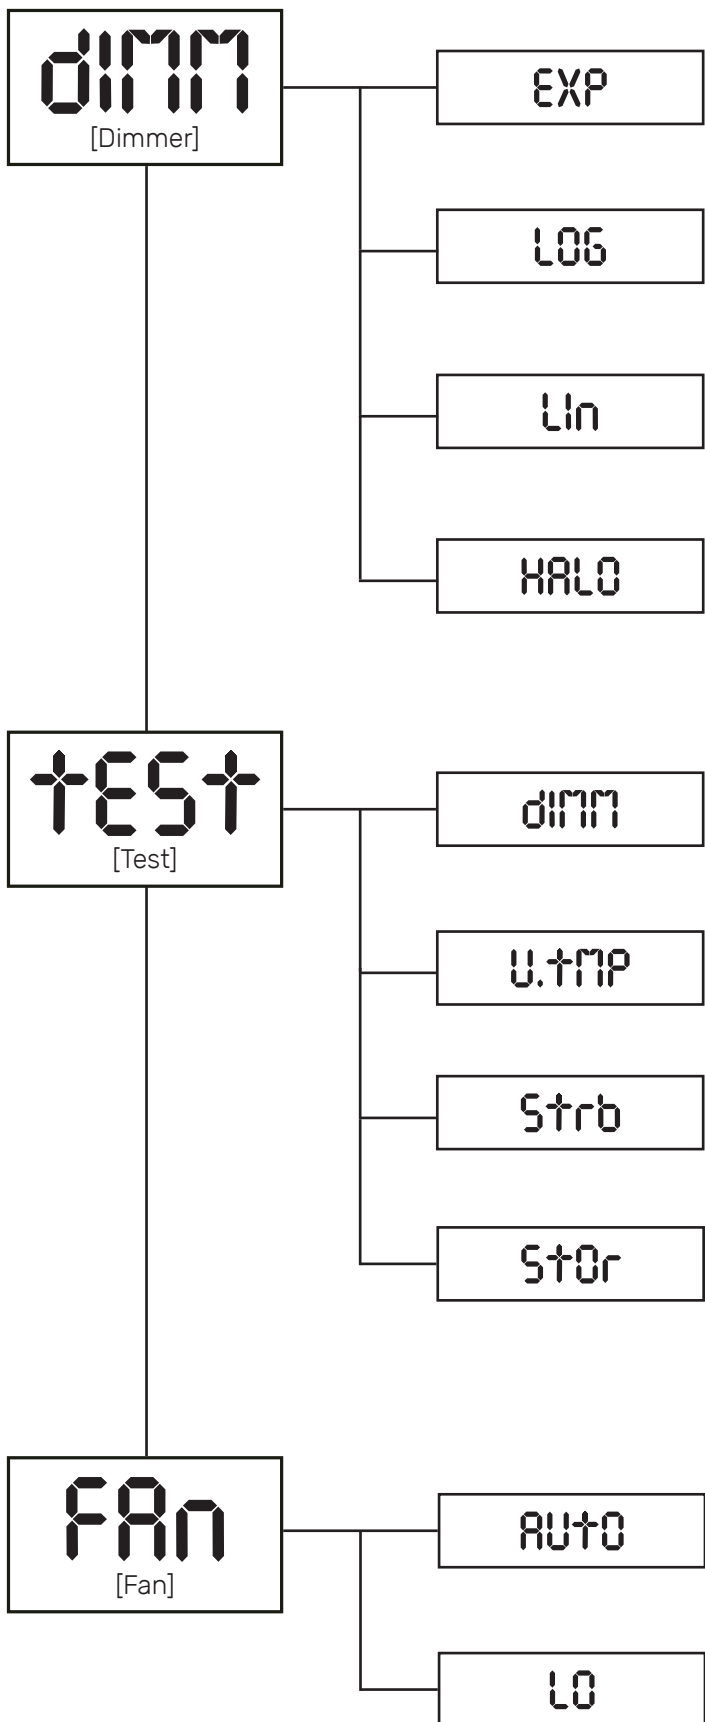 dIMM
[Dimmer]
EXP
LOG
LIn
HALO
tESt
[Test]
dIMM
U.tMP
Strb
StOr
FAn
[Fan]
AUtO
LO